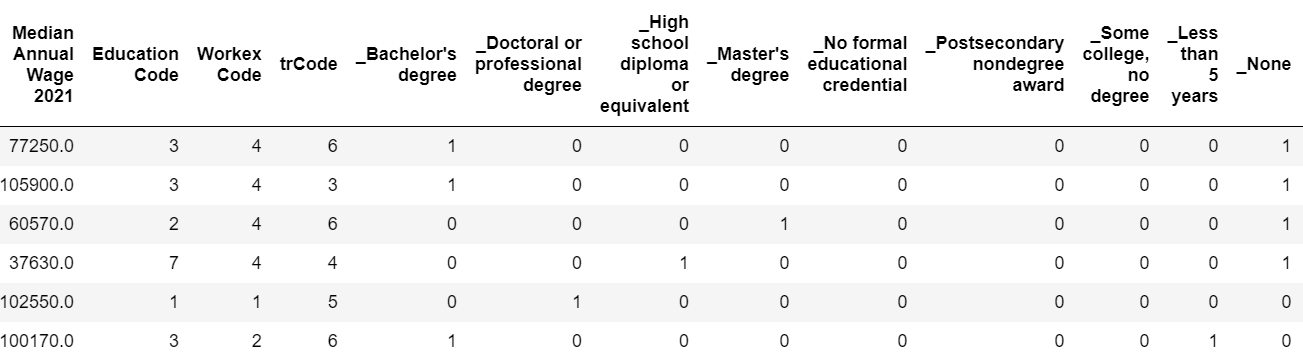 Median Annual Wage 2021 Education Code Workex Code trCode _Bachelor's degree _Doctoral or professional degree _High school diploma or equivalent _Master's degree _No formal educational credential _Postsecondary nondegree award _Some college, no degree _Less than 5 years _None
77250.0 3 4 6 1 0 0 0 0 0 0 0 1
105900.0 3 4 3 1 0 0 0 0 0 0 0 1
60570.0 2 4 6 0 0 0 1 0 0 0 0 1
37630.0 7 4 4 0 0 1 0 0 0 0 0 1
102550.0 1 1 5 0 1 0 0 0 0 0 0 0
100170.0 3 2 6 1 0 0 0 0 0 0 1 0